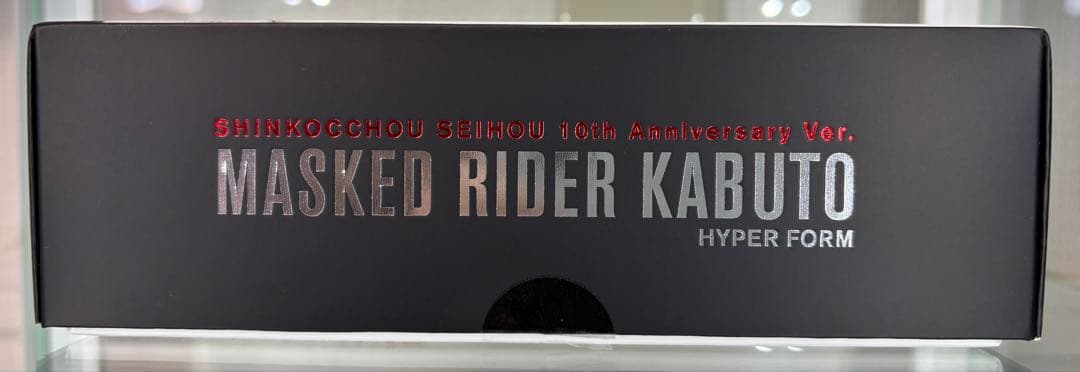 SHINKOCCHOU SEIHOU 10th Anniversary Ver.
MASKED RIDER KABUTO
HYPER FORM